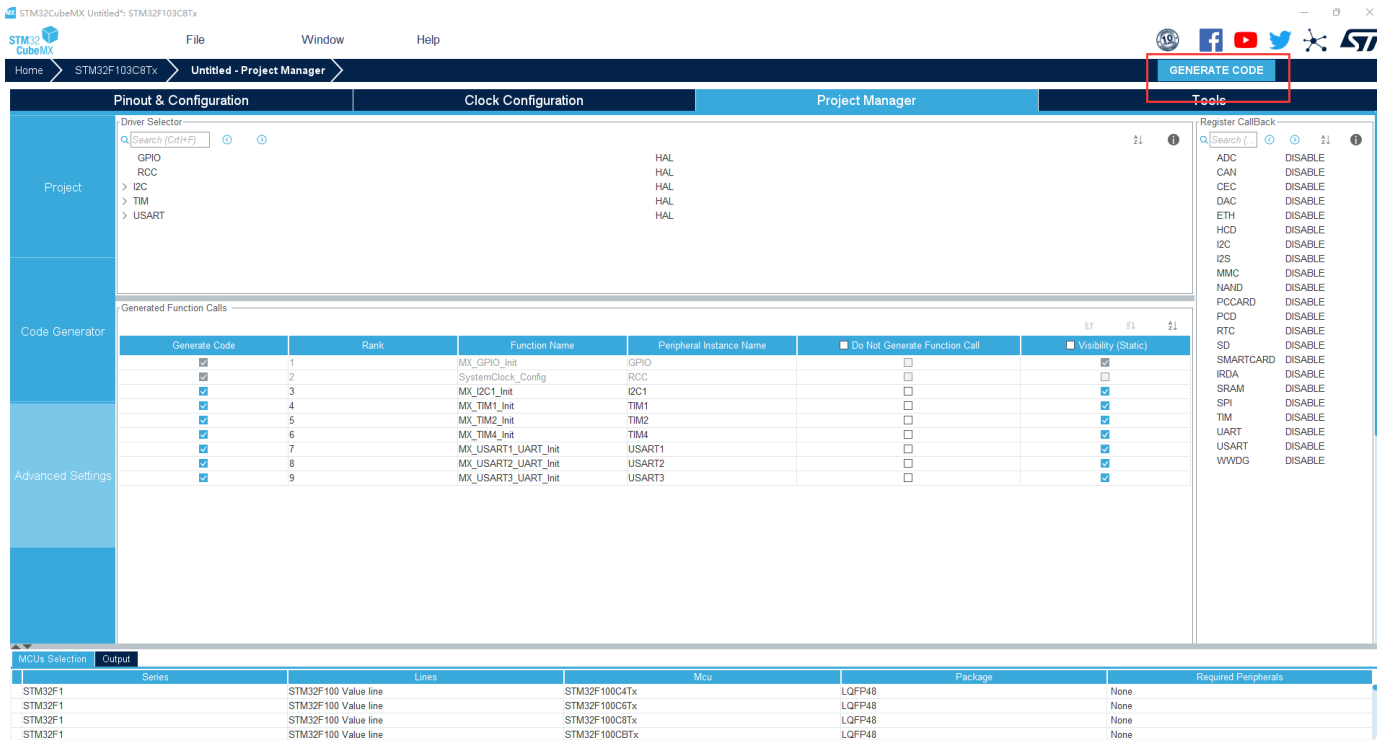 STM32CubeMX Untitled*: STM32F103C8Tx
STM32 CubeMX File Window Help
Home STM32F103C8Tx Untitled - Project Manager GENERATE CODE
Pinout & Configuration Clock Configuration Project Manager Tools
Project
Code Generator
Advanced Settings
Driver Selector
Search (Crtl+F)
GPIO HAL
RCC HAL
I2C HAL
TIM HAL
USART HAL
Generated Function Calls
Generate Code Rank Function Name Peripheral Instance Name Do Not Generate Function Call Visibility (Static)
1 MX_GPIO_Init GPIO
2 SystemClock_Config RCC
3 MX_I2C1_Init I2C1
4 MX_TIM1_Init TIM1
5 MX_TIM2_Init TIM2
6 MX_TIM4_Init TIM4
7 MX_USART1_UART_Init USART1
8 MX_USART2_UART_Init USART2
9 MX_USART3_UART_Init USART3
Register CallBack
Search (...
ADC DISABLE
CAN DISABLE
CEC DISABLE
DAC DISABLE
ETH DISABLE
HCD DISABLE
I2C DISABLE
I2S DISABLE
MMC DISABLE
NAND DISABLE
PCCARD DISABLE
PCD DISABLE
RTC DISABLE
SD DISABLE
SMARTCARD DISABLE
IRDA DISABLE
SRAM DISABLE
SPI DISABLE
TIM DISABLE
UART DISABLE
USART DISABLE
WWDG DISABLE
MCUs Selection Output
Series Lines Mcu Package Required Peripherals
STM32F1 STM32F100 Value line STM32F100C4Tx LQFP48 None
STM32F1 STM32F100 Value line STM32F100C6Tx LQFP48 None
STM32F1 STM32F100 Value line STM32F100C8Tx LQFP48 None
STM32F1 STM32F100 Value line STM32F100CBTx LQFP48 None